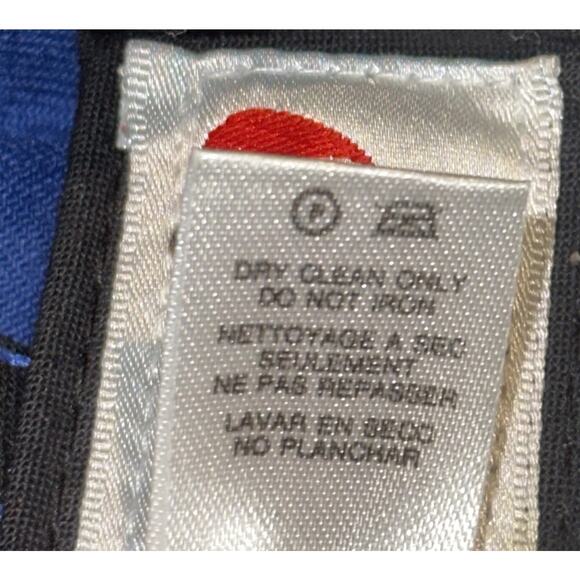 P
DRY CLEAN ONLY
DO NOT IRON
NETTOYAGE A SEC
SEULEMENT
NE PAS REPASSER
LAVAR EN SECO
NO PLANCHAR